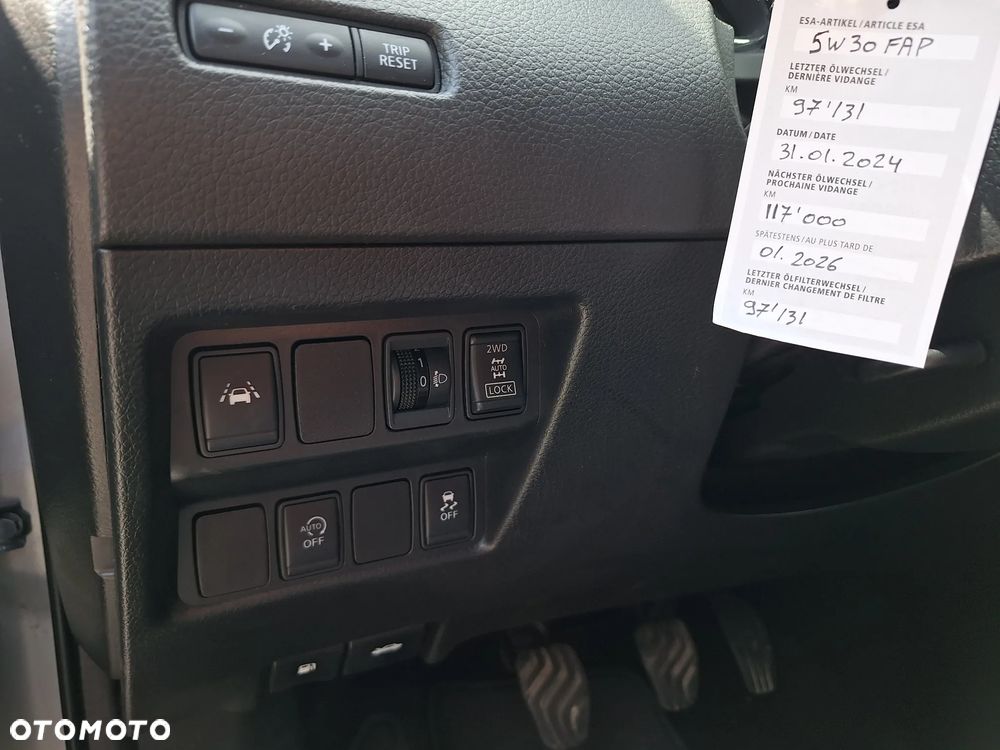 TRIP
RESET
ESA-ARTIKEL / ARTICLE ESA
5W30 FAP
LETZTER ÖLWECHSEL /
DERNIÈRE VIDANGE
KM
97'131
DATUM / DATE
31.01.2024
NÄCHSTER ÖLWECHSEL /
PROCHAINE VIDANGE
KM
117'000
SPÄTESTENS / AU PLUS TARD DE
01.2026
LETZTER ÖLFILTERWECHSEL /
DERNIER CHANGEMENT DE FILTRE
KM
97'131
1
0
2WD
AUTO
LOCK
AUTO
OFF
OFF
OTOMOTO